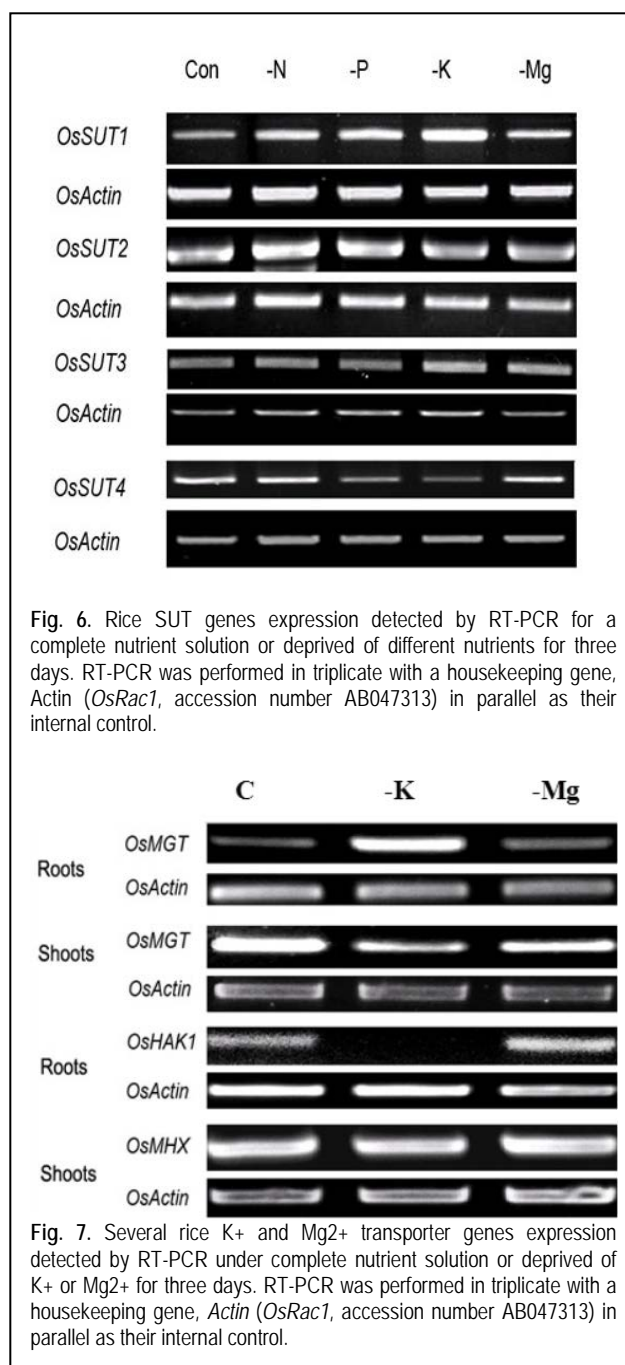 Con -N -P -K -Mg
OsSUT1
OsActin
OsSUT2
OsActin
OsSUT3
OsActin
OsSUT4
OsActin
Fig. 6. Rice SUT genes expression detected by RT-PCR for a
complete nutrient solution or deprived of different nutrients for three
days. RT-PCR was performed in triplicate with a housekeeping gene,
Actin (OsRac1, accession number AB047313) in parallel as their
internal control.
C -K -Mg
Roots
OsMGT
OsActin
Shoots
OsMGT
OsActin
Roots
OsHAK1
OsActin
Shoots
OsMHX
OsActin
Fig. 7. Several rice K+ and Mg2+ transporter genes expression
detected by RT-PCR under complete nutrient solution or deprived of
K+ or Mg2+ for three days. RT-PCR was performed in triplicate with a
housekeeping gene, Actin (OsRac1, accession number AB047313) in
parallel as their internal control.